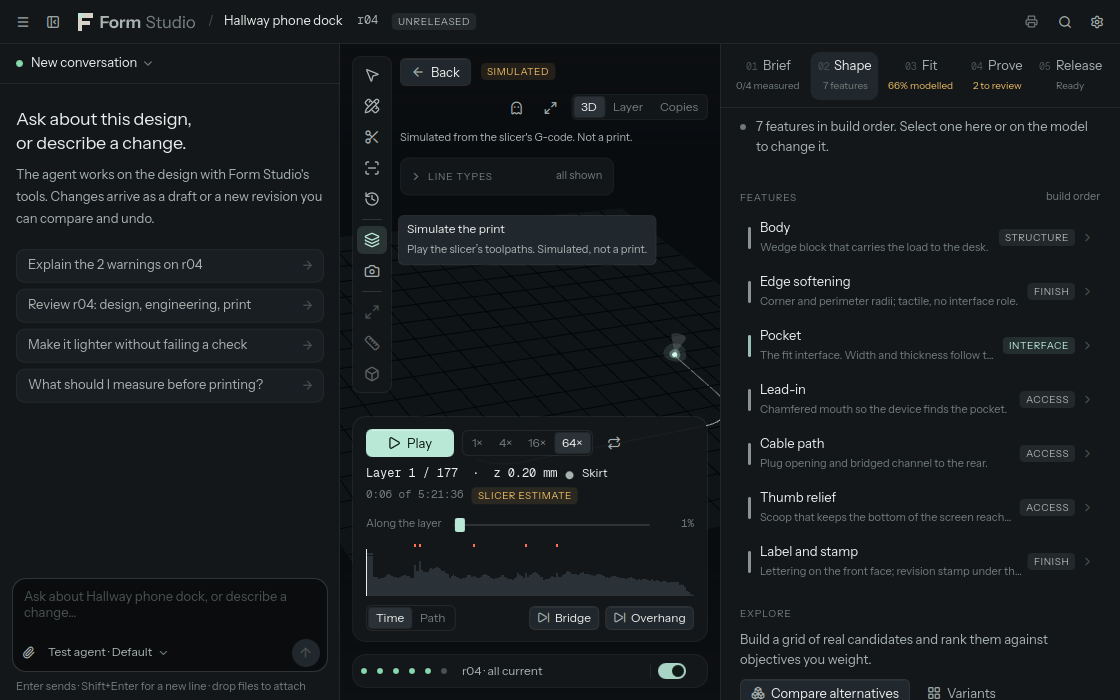 Form Studio / Hallway phone dock r04 UNRELEASED
New conversation
Ask about this design,
or describe a change.
The agent works on the design with Form Studio's
tools. Changes arrive as a draft or a new revision you
can compare and undo.
Explain the 2 warnings on r04
Review r04: design, engineering, print
Make it lighter without failing a check
What should I measure before printing?
Ask about Hallway phone dock, or describe a
change...
Test agent · Default
Enter sends · Shift+Enter for a new line · drop files to attach
Back SIMULATED
3D Layer Copies
Simulated from the slicer's G-code. Not a print.
LINE TYPES all shown
Simulate the print
Play the slicer's toolpaths. Simulated, not a print.
Play 1× 4× 16× 64×
Layer 1 / 177 · z 0.20 mm Skirt
0:06 of 5:21:36 SLICER ESTIMATE
Along the layer 1%
Time Path Bridge Overhang
r04 · all current
01 Brief 02 Shape 03 Fit 04 Prove 05 Release
0/4 measured 7 features 66% modelled 2 to review Ready
7 features in build order. Select one here or on the model
to change it.
FEATURES build order
Body
Wedge block that carries the load to the desk. STRUCTURE
Edge softening
Corner and perimeter radii; tactile, no interface role. FINISH
Pocket
The fit interface. Width and thickness follow t... INTERFACE
Lead-in
Chamfered mouth so the device finds the pocket. ACCESS
Cable path
Plug opening and bridged channel to the rear. ACCESS
Thumb relief
Scoop that keeps the bottom of the screen reach... ACCESS
Label and stamp
Lettering on the front face; revision stamp under th... FINISH
EXPLORE
Build a grid of real candidates and rank them against
objectives you weight.
Compare alternatives Variants